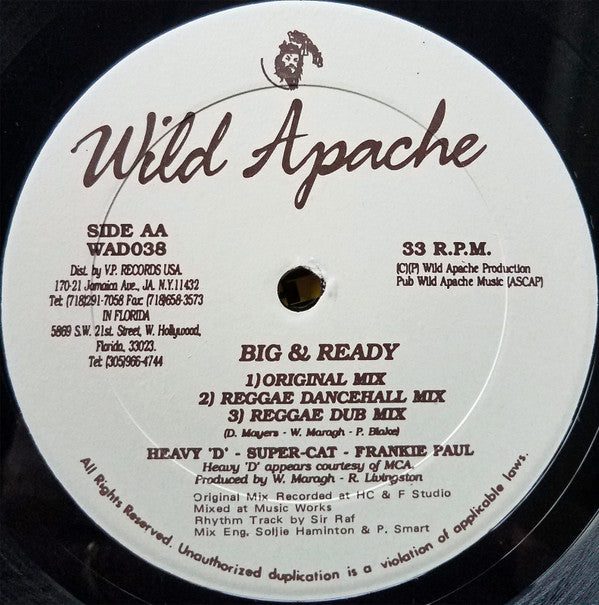 Wild Apache
SIDE AA
WAD038
Dist. by V.P. RECORDS USA.
170-21 Jamaica Ave., JA. N.Y. 11432
Tel: (718)291-7058 Fax: (718)658-3573
IN FLORIDA
5869 S.W. 21st. Street, W. Hollywood,
Florida, 33023.
Tel: (305)966-4744
33 R.P.M.
(C)(P) Wild Apache Production
Pub Wild Apache Music (ASCAP)
BIG & READY
1) ORIGINAL MIX
2) REGGAE DANCEHALL MIX
3) REGGAE DUB MIX
(D. Mayers - W. Maragh - P. Blake)
HEAVY 'D' - SUPER-CAT - FRANKIE PAUL
Heavy 'D' appears courtesy of MCA.
Produced by W. Maragh - R. Livingston
Original Mix Recorded at HC & F Studio
Mixed at Music Works
Rhythm Track by Sir Raf
Mix Eng. Soljie Haminton & P. Smart
All Rights Reserved. Unauthorized duplication is a violation of applicable laws.